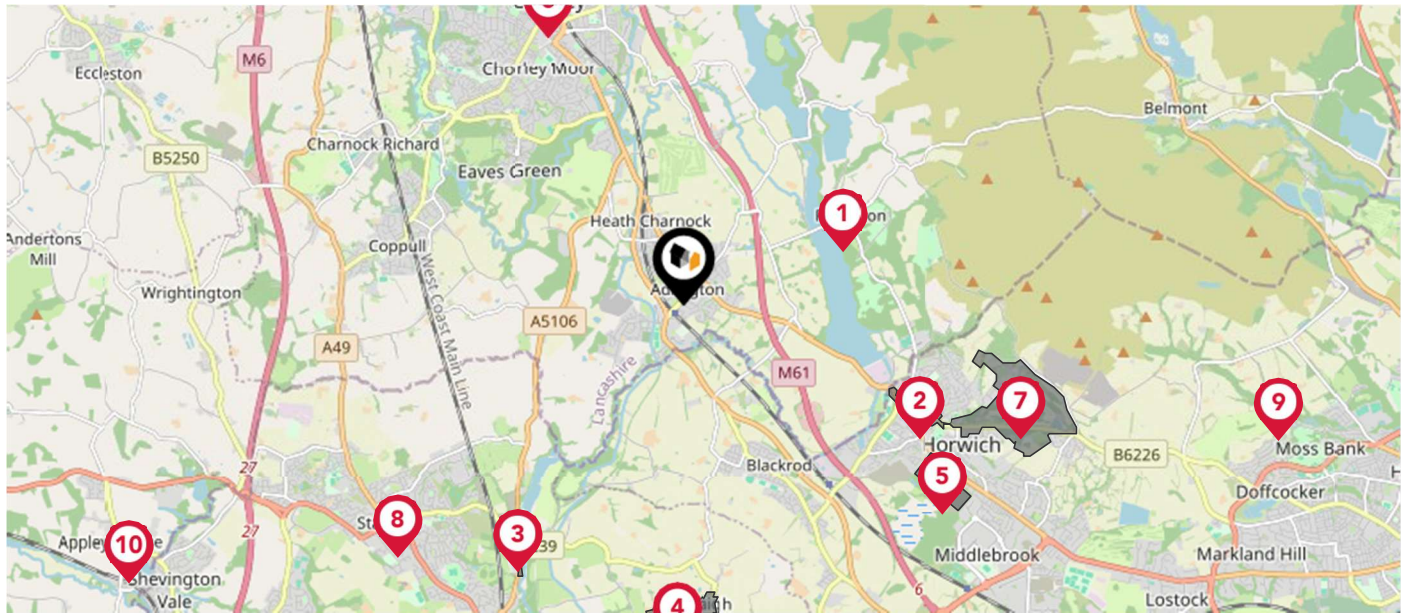 M6
Eccleston
Chorley Moor
Belmont
B5250
Charnock Richard
Eaves Green
1
Heath Charnock
Andertons
Mill
Coppull
West Coast Main Line
Wrightington
A5106
A49
M61
Lancashire
2
7
9
Horwich
Moss Bank
B6226
Blackrod
27
5
Doffcocker
27
8
3
39
10
Middlebrook
Markland Hill
Shevington
Vale
6
Lostock
4